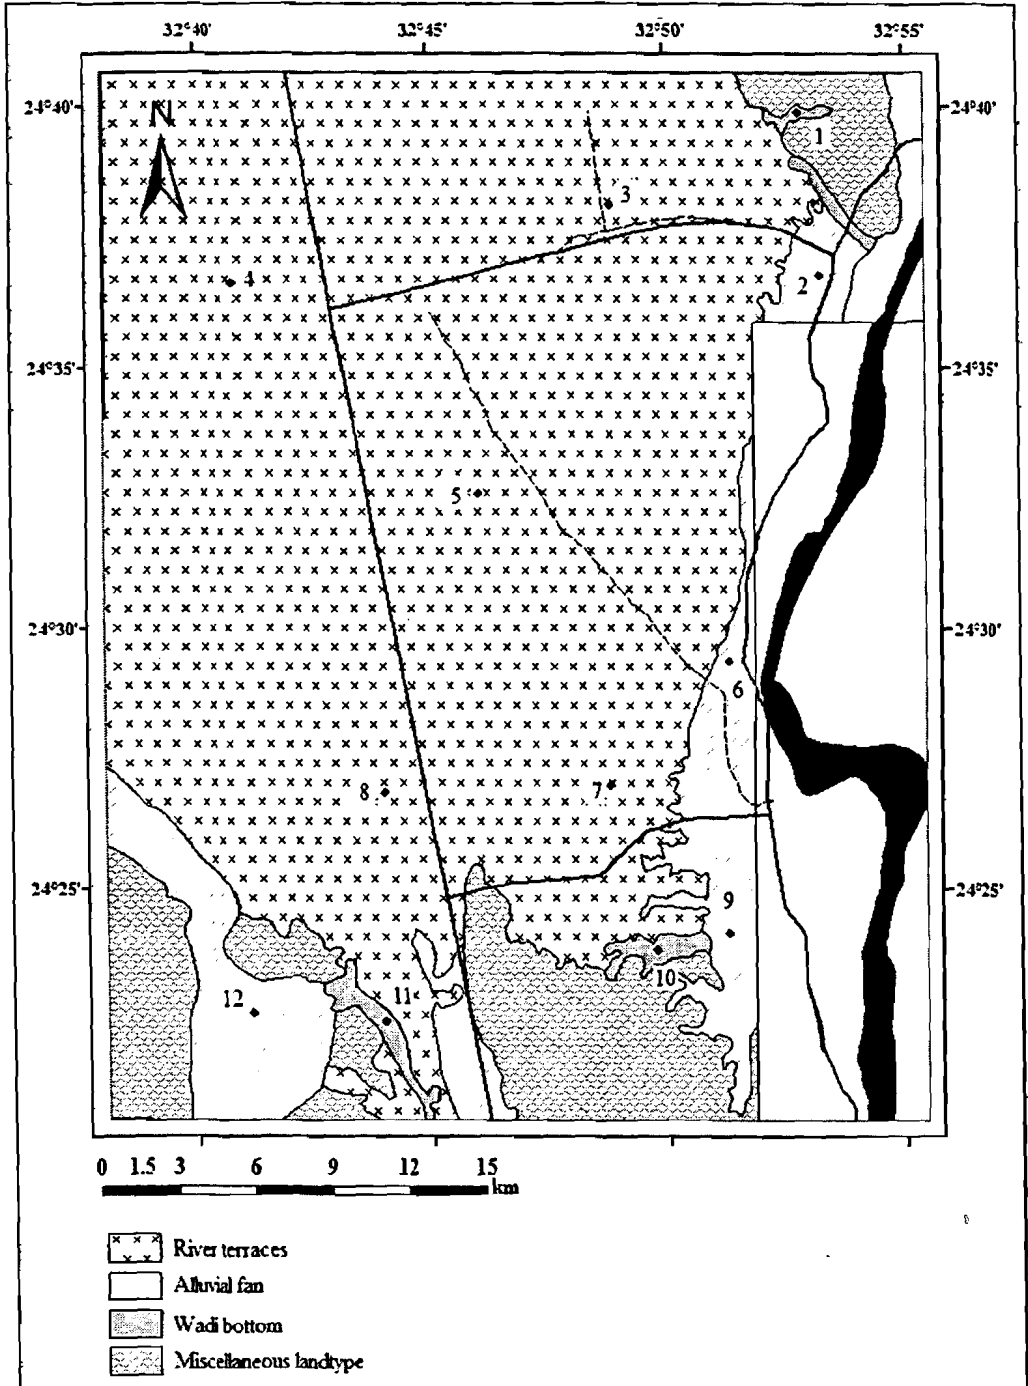 32°40' 32°45' 32°50' 32°55'
24°40' 24°40'
N
1
3
4
2
24°35' 24°35'
5
24°30' 24°30'
6
8 7
24°25' 24°25'
9
10
12 11
0 1.5 3 6 9 12 15
km
River terraces
Alluvial fan
Wadi bottom
Miscellaneous landtype